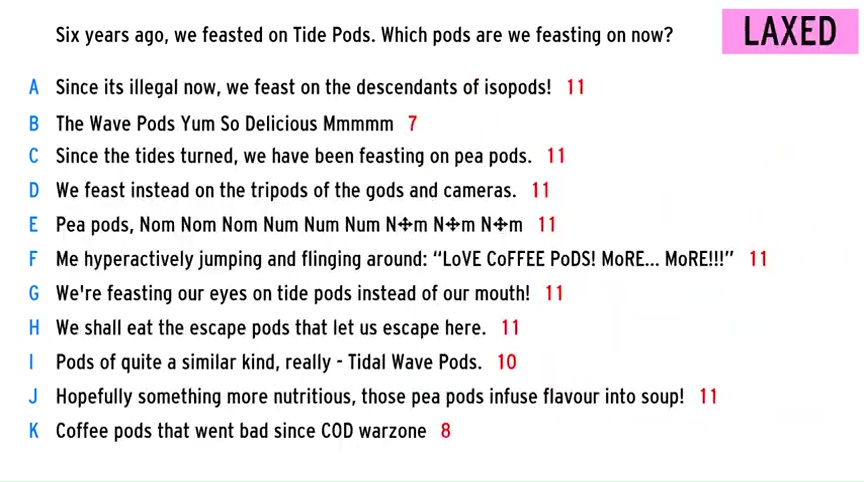 Six years ago, we feasted on Tide Pods. Which pods are we feasting on now?
LAXED
A Since its illegal now, we feast on the descendants of isopods! 11
B The Wave Pods Yum So Delicious Mmmmm 7
C Since the tides turned, we have been feasting on pea pods. 11
D We feast instead on the tripods of the gods and cameras. 11
E Pea pods, Nom Nom Nom Num Num Num N✢m N✢m N✢m 11
F Me hyperactively jumping and flinging around: “LoVE CoFFEE PoDS! MoRE... MoRE!!!” 11
G We're feasting our eyes on tide pods instead of our mouth! 11
H We shall eat the escape pods that let us escape here. 11
I Pods of quite a similar kind, really - Tidal Wave Pods. 10
J Hopefully something more nutritious, those pea pods infuse flavour into soup! 11
K Coffee pods that went bad since COD warzone 8